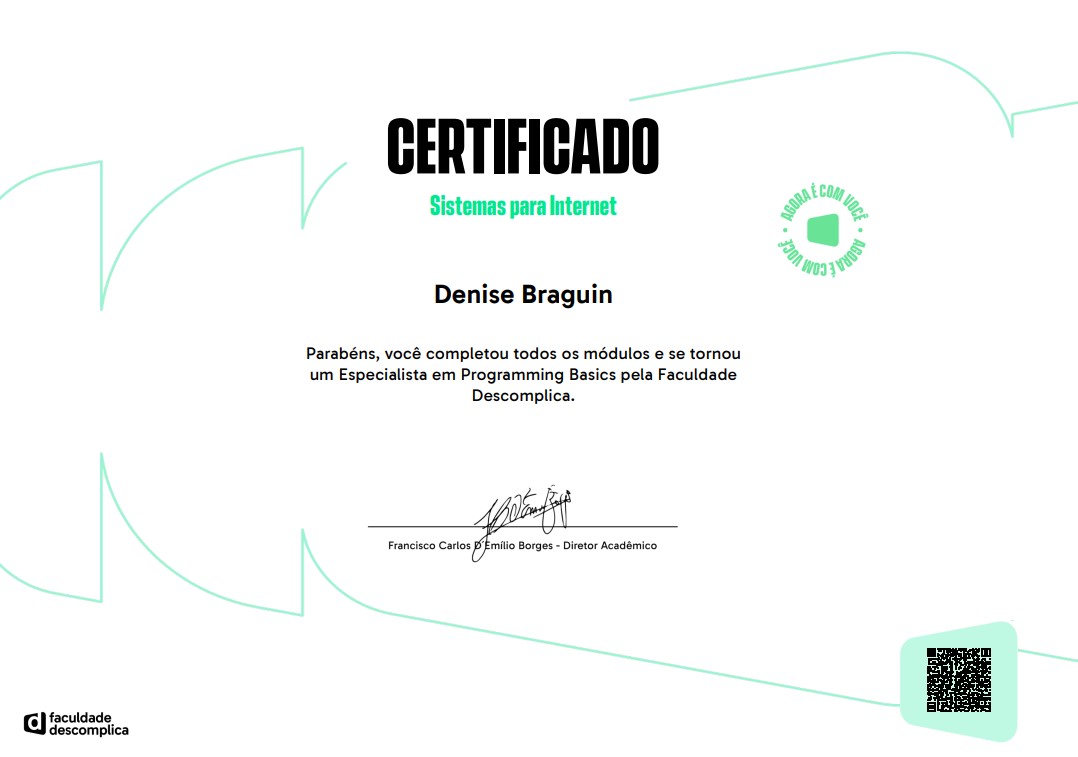 CERTIFICADO
Sistemas para Internet
AGORA É COM VOCÊ • AGORA É COM VOCÊ •
Denise Braguin
Parabéns, você completou todos os módulos e se tornou
um Especialista em Programming Basics pela Faculdade
Descomplica.
Francisco Carlos D'Emílio Borges - Diretor Acadêmico
d faculdade
descomplica